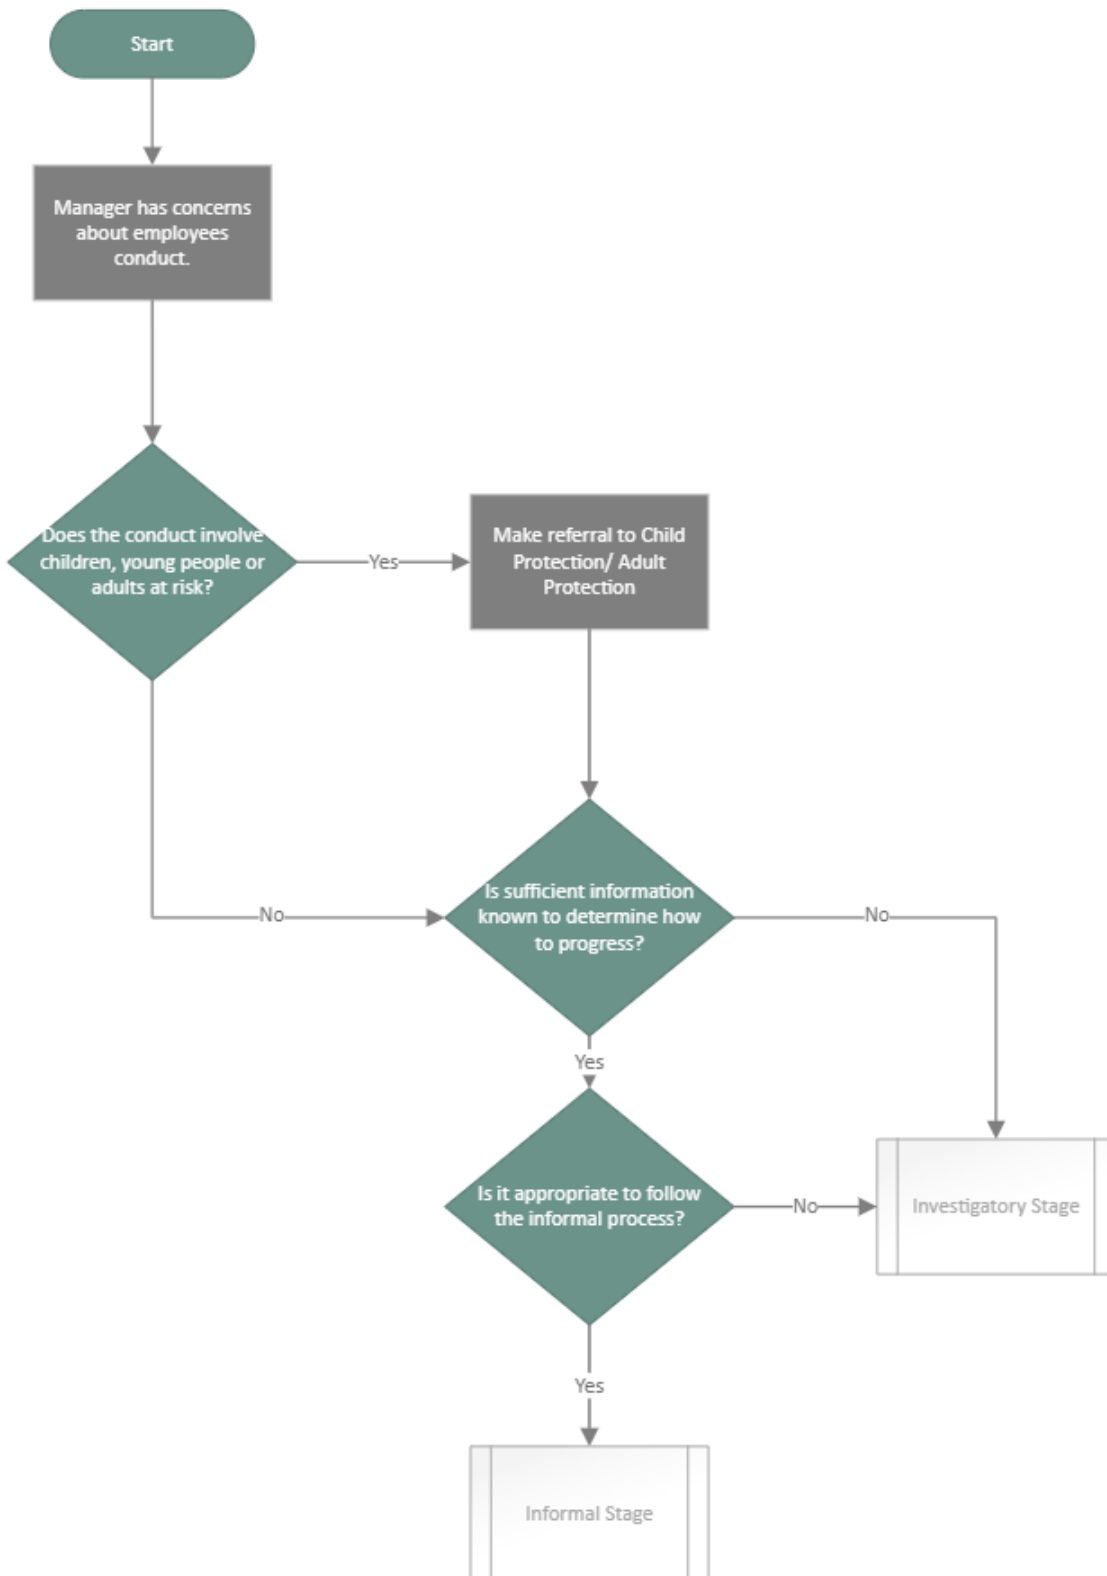 Start
Manager has concerns
about employees
conduct.
Does the conduct involve
children, young people or
adults at risk?
Yes
Make referral to Child
Protection/ Adult
Protection
No
Is sufficient information
known to determine how
to progress?
No
Yes
Is it appropriate to follow
the informal process?
No
Investigatory Stage
Yes
Informal Stage